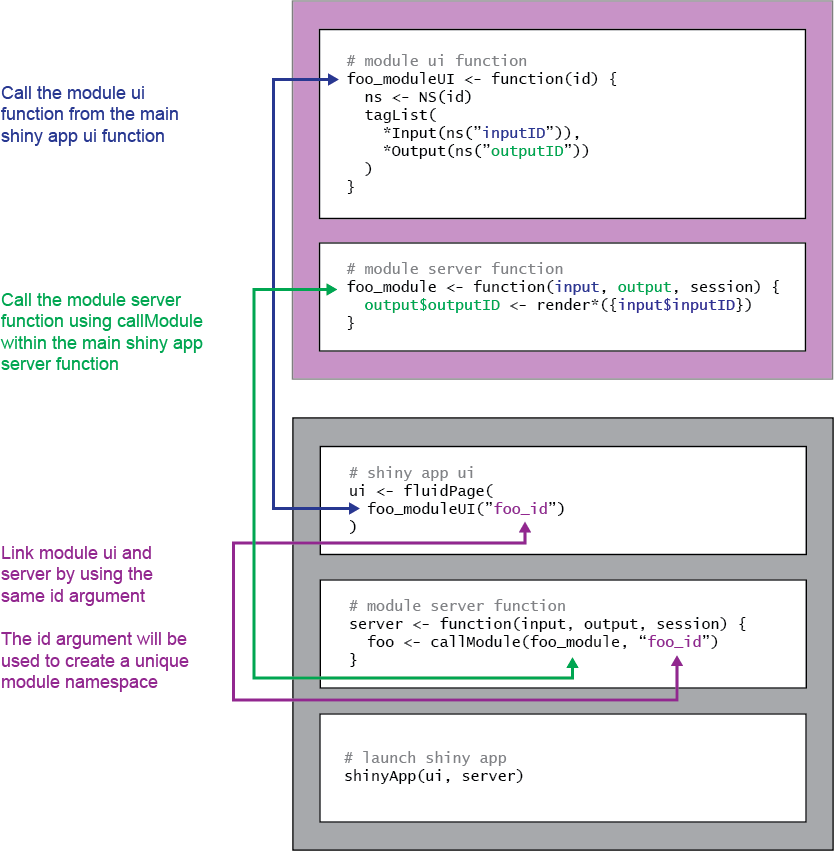 Call the module ui
function from the main
shiny app ui function
# module ui function
foo_moduleUI <- function(id) {
ns <- NS(id)
tagList(
*Input(ns(”inputID”)),
*Output(ns(”outputID”))
)
}
Call the module server
function using callModule
within the main shiny app
server function
# module server function
foo_module <- function(input, output, session) {
output$outputID <- render*({input$inputID})
}
# shiny app ui
ui <- fluidPage(
foo_moduleUI(”foo_id”)
)
Link module ui and
server by using the
same id argument
The id argument will be
used to create a unique
module namespace
# module server function
server <- function(input, output, session) {
foo <- callModule(foo_module, “foo_id”)
}
# launch shiny app
shinyApp(ui, server)